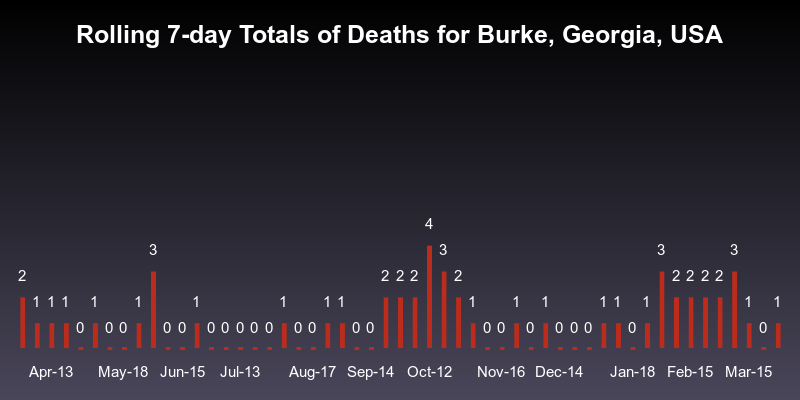 Rolling 7-day Totals of Deaths for Burke, Georgia, USA
4
3 3 3 3
2 2 2 2 2 2 2 2 2
1 1 1 1 1 1 1 1 1 1 1 1 1 1 1 1 1
0 0 0 0 0 0 0 0 0 0 0 0 0 0 0 0 0 0 0 0 0 0
Apr-13 May-18 Jun-15 Jul-13 Aug-17 Sep-14 Oct-12 Nov-16 Dec-14 Jan-18 Feb-15 Mar-15